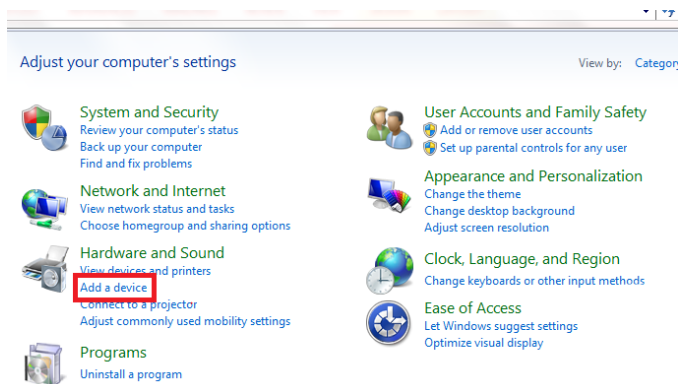 Adjust your computer's settings
View by: Category
System and Security
Review your computer's status
Back up your computer
Find and fix problems
Network and Internet
View network status and tasks
Choose homegroup and sharing options
Hardware and Sound
View devices and printers
Add a device
Connect to a projector
Adjust commonly used mobility settings
Programs
Uninstall a program
User Accounts and Family Safety
Add or remove user accounts
Set up parental controls for any user
Appearance and Personalization
Change the theme
Change desktop background
Adjust screen resolution
Clock, Language, and Region
Change keyboards or other input methods
Ease of Access
Let Windows suggest settings
Optimize visual display